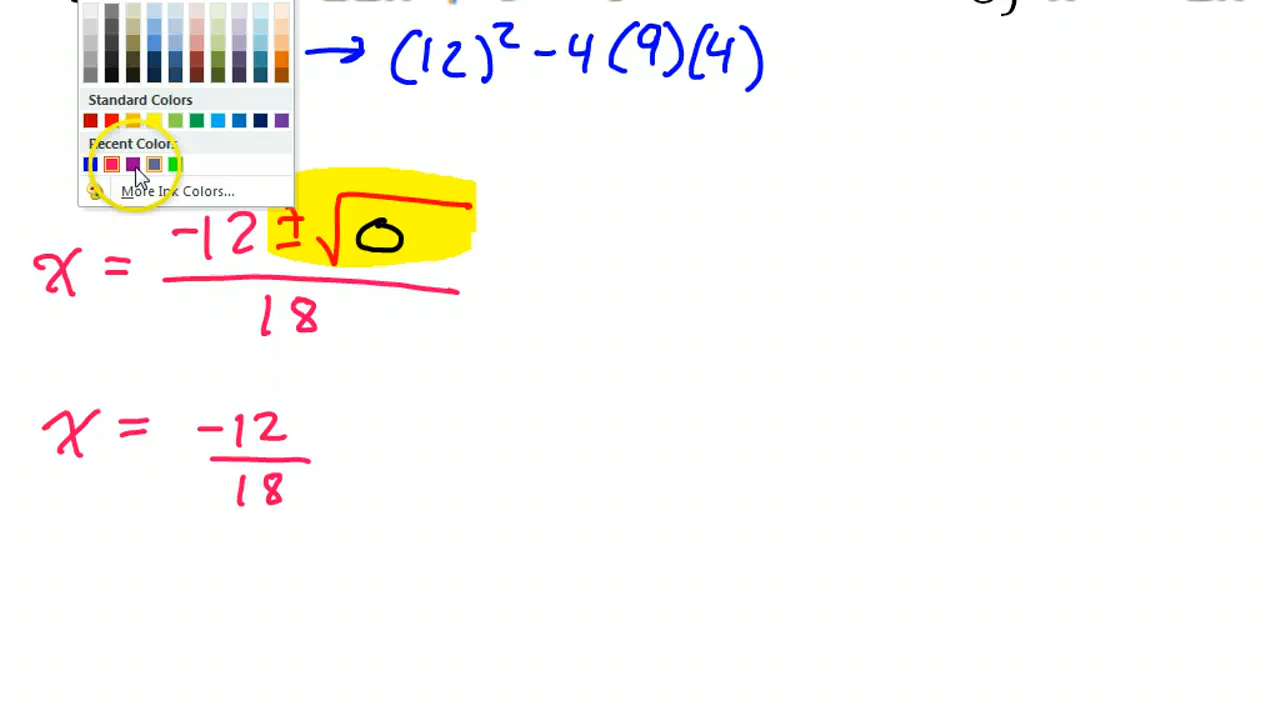 → (12)² - 4(9)(4)
Standard Colors
Recent Colors
More Ink Colors...
x = -12 ± √0
18
x = -12
18